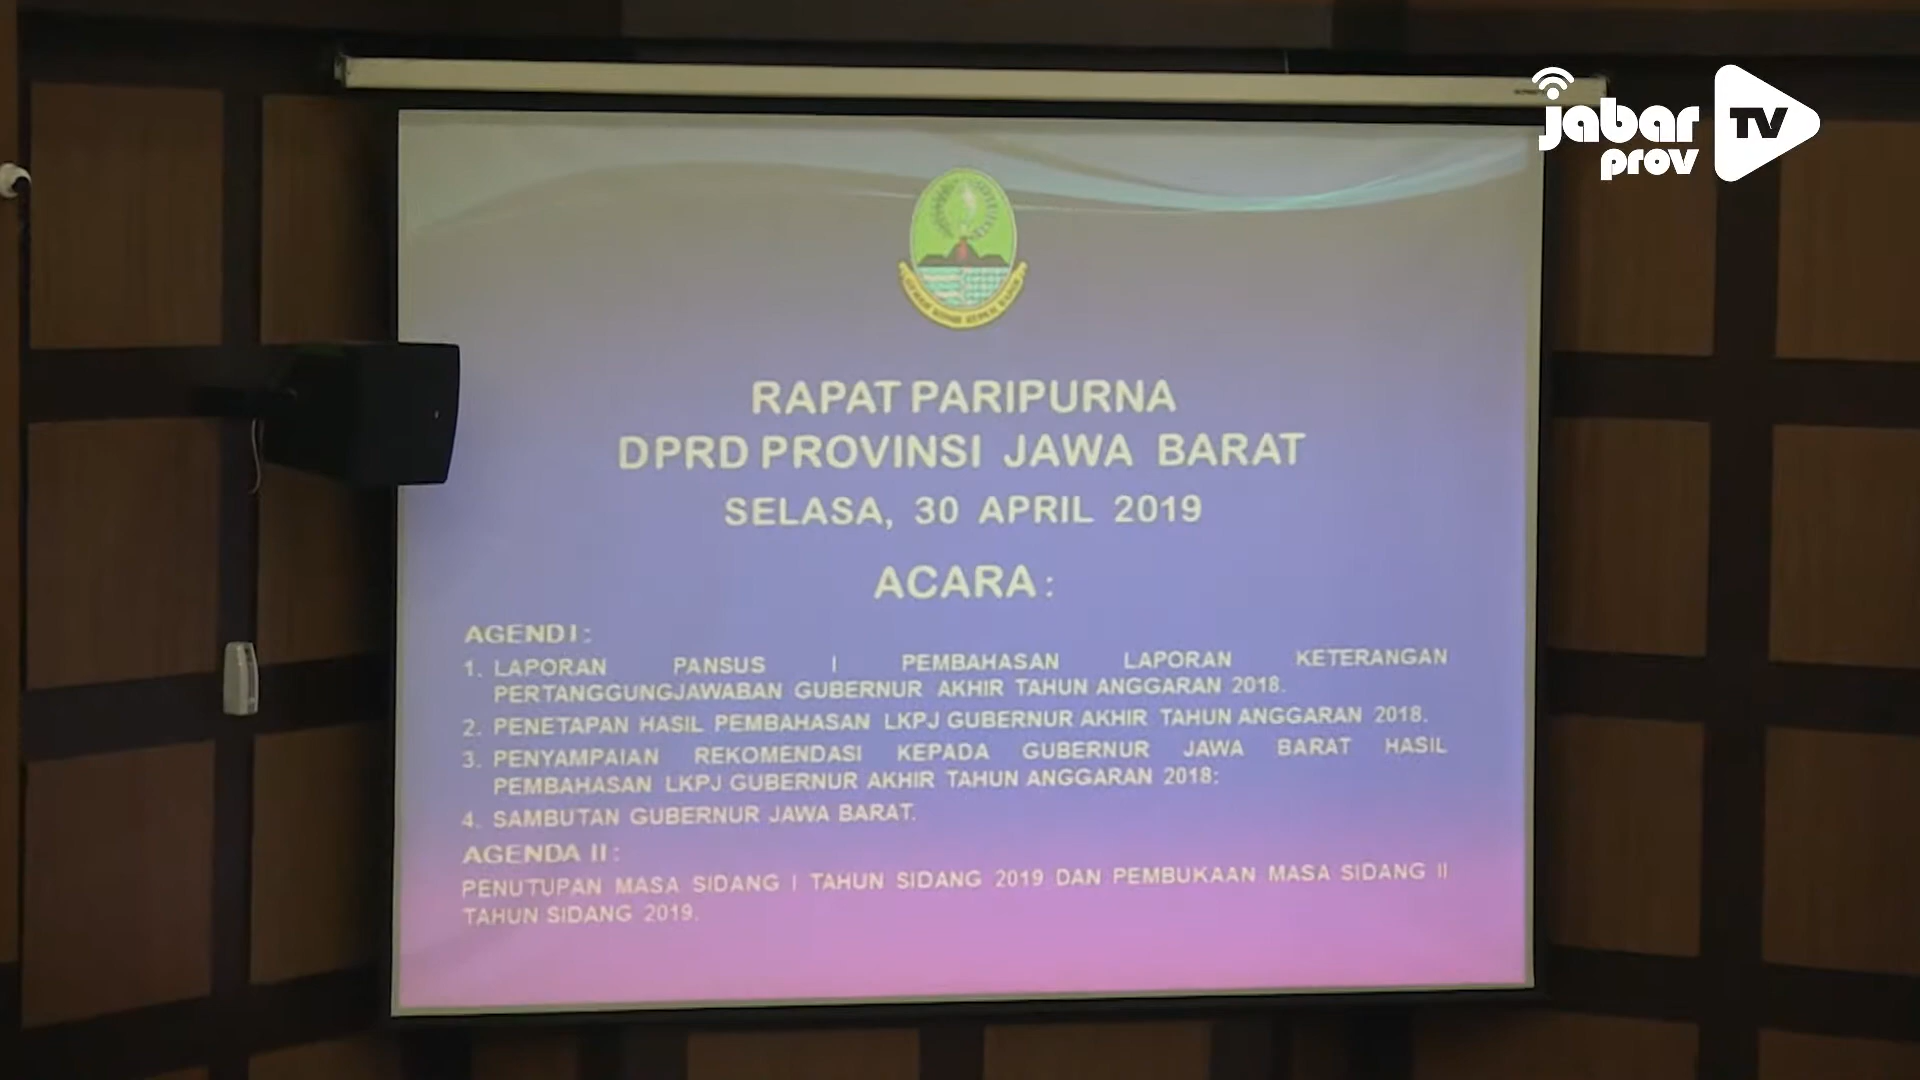 jabar
prov
TV
RAPAT PARIPURNA
DPRD PROVINSI JAWA BARAT
SELASA, 30 APRIL 2019
ACARA :
AGEND I :
1. LAPORAN PANSUS I PEMBAHASAN LAPORAN KETERANGAN
PERTANGGUNGJAWABAN GUBERNUR AKHIR TAHUN ANGGARAN 2018.
2. PENETAPAN HASIL PEMBAHASAN LKPJ GUBERNUR AKHIR TAHUN ANGGARAN 2018.
3. PENYAMPAIAN REKOMENDASI KEPADA GUBERNUR JAWA BARAT HASIL
PEMBAHASAN LKPJ GUBERNUR AKHIR TAHUN ANGGARAN 2018;
4. SAMBUTAN GUBERNUR JAWA BARAT.
AGENDA II :
PENUTUPAN MASA SIDANG I TAHUN SIDANG 2019 DAN PEMBUKAAN MASA SIDANG II
TAHUN SIDANG 2019.